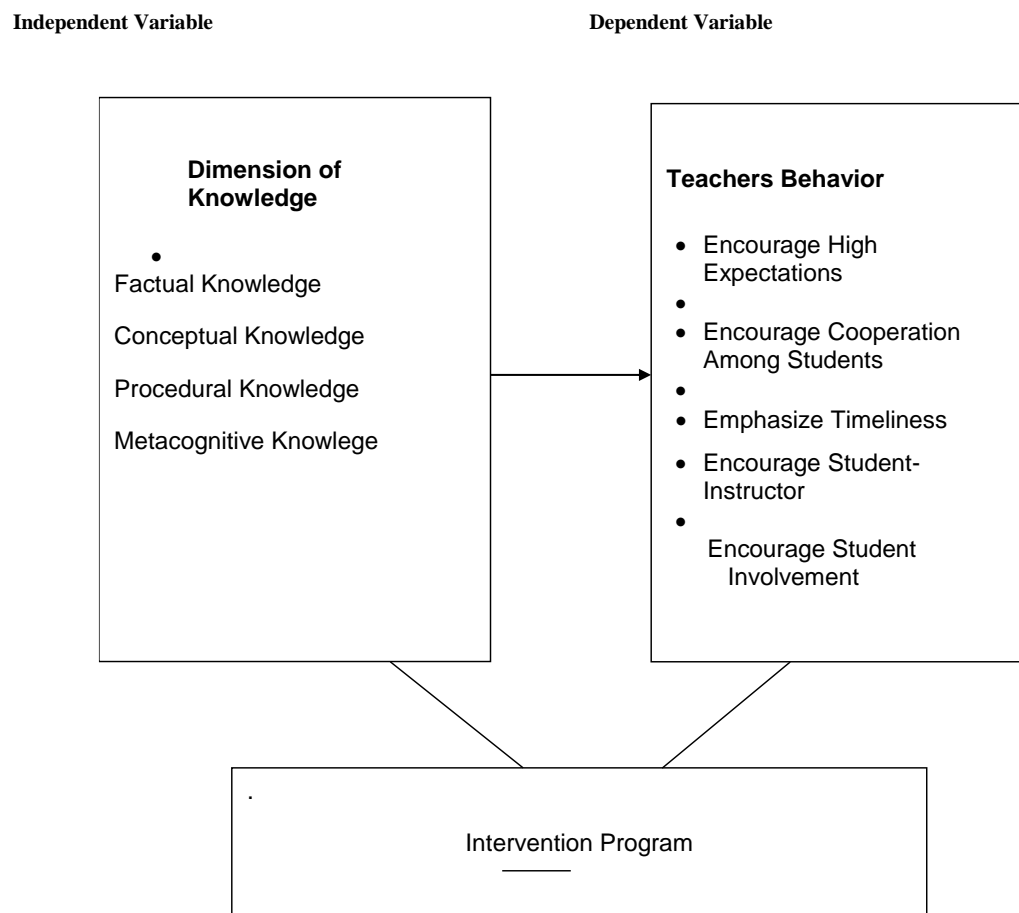 Independent Variable
Dependent Variable
Dimension of
Knowledge
•
Factual Knowledge
Conceptual Knowledge
Procedural Knowledge
Metacognitive Knowlege
Teachers Behavior
• Encourage High
Expectations
•
• Encourage Cooperation
Among Students
•
• Emphasize Timeliness
• Encourage Student-
Instructor
•
Encourage Student
Involvement
.
Intervention Program